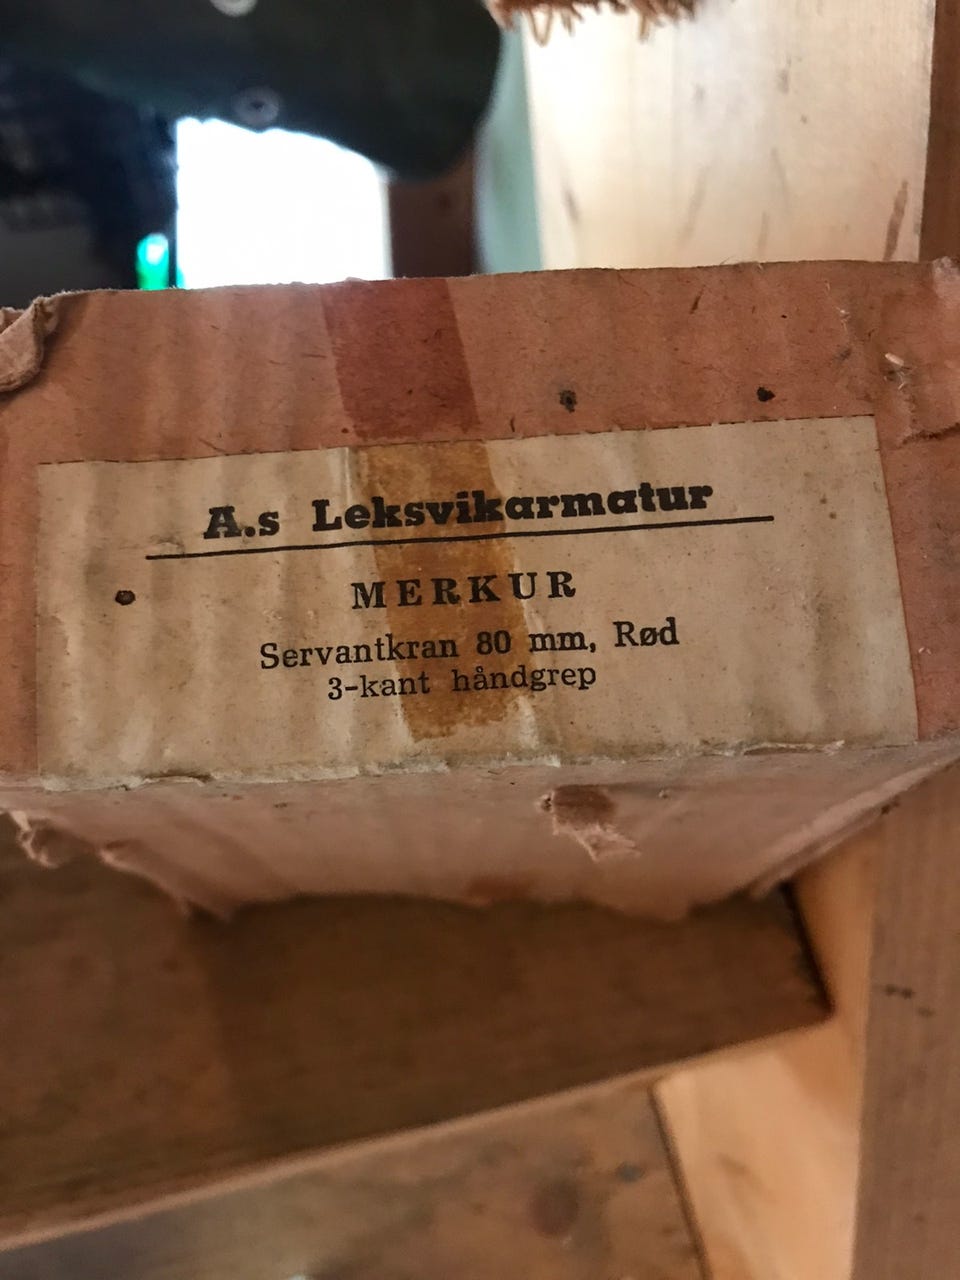 A.s Leksvikarmatur
MERKUR
Servantkran 80 mm, Rød
3-kant håndgrep